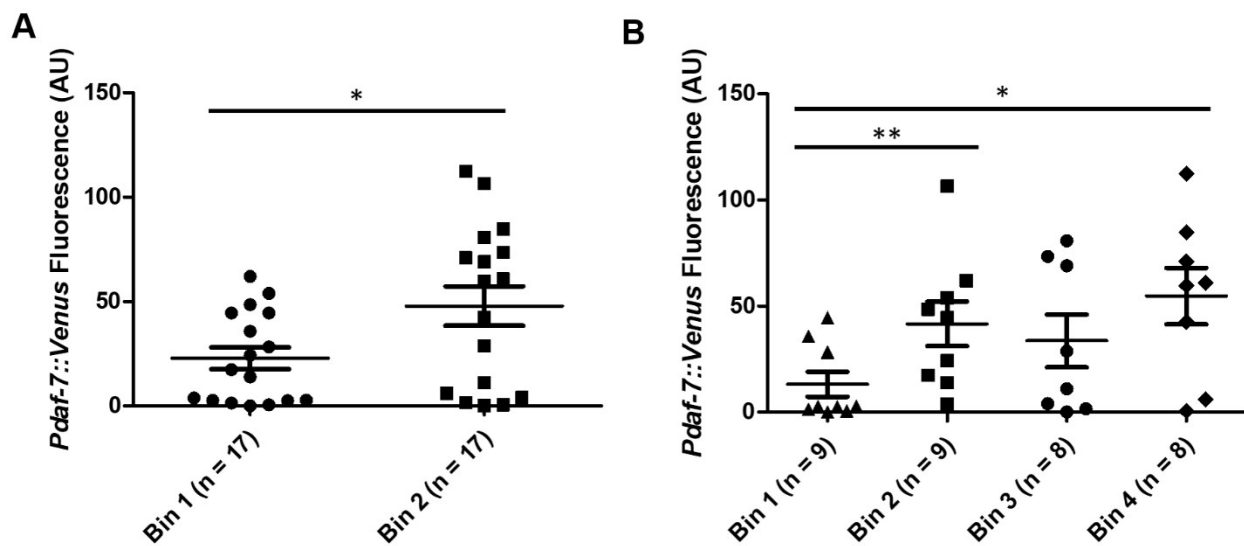 A
Pdaf-7::Venus Fluorescence (AU)
150
100
50
0
*
Bin 1 (n = 17)
Bin 2 (n = 17)
B
Pdaf-7::Venus Fluorescence (AU)
150
100
50
0
*
**
Bin 1 (n = 9)
Bin 2 (n = 9)
Bin 3 (n = 8)
Bin 4 (n = 8)